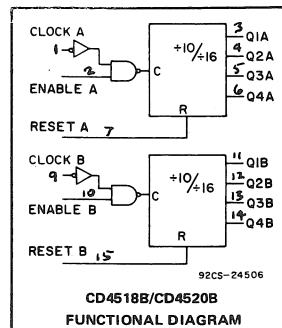 CLOCK A
1
2
ENABLE A
RESET A 7
÷10/÷16
C
R
3 Q1A
4 Q2A
5 Q3A
6 Q4A
CLOCK B
9
10
ENABLE B
RESET B 15
÷10/÷16
C
R
11 Q1B
12 Q2B
13 Q3B
14 Q4B
92CS-24506
CD4518B/CD4520B
FUNCTIONAL DIAGRAM